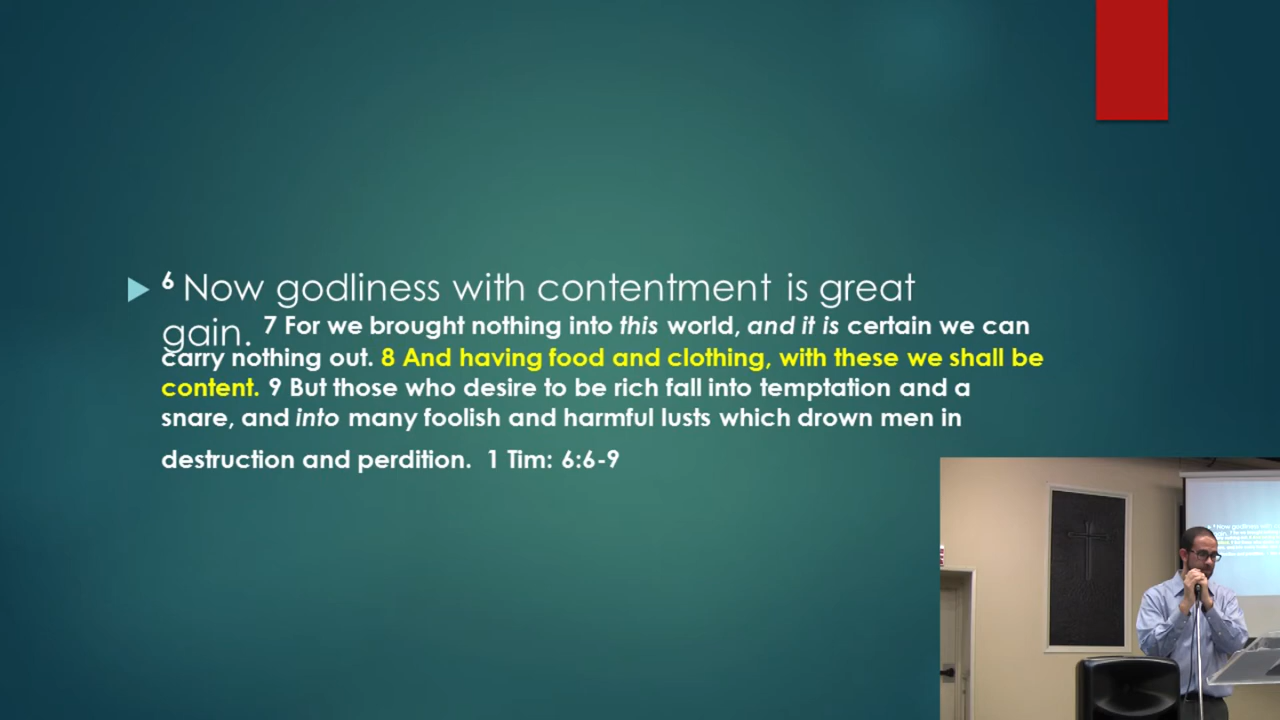 6 Now godliness with contentment is great
gain. 7 For we brought nothing into this world, and it is certain we can
carry nothing out. 8 And having food and clothing, with these we shall be
content. 9 But those who desire to be rich fall into temptation and a
snare, and into many foolish and harmful lusts which drown men in
destruction and perdition. 1 Tim: 6:6-9